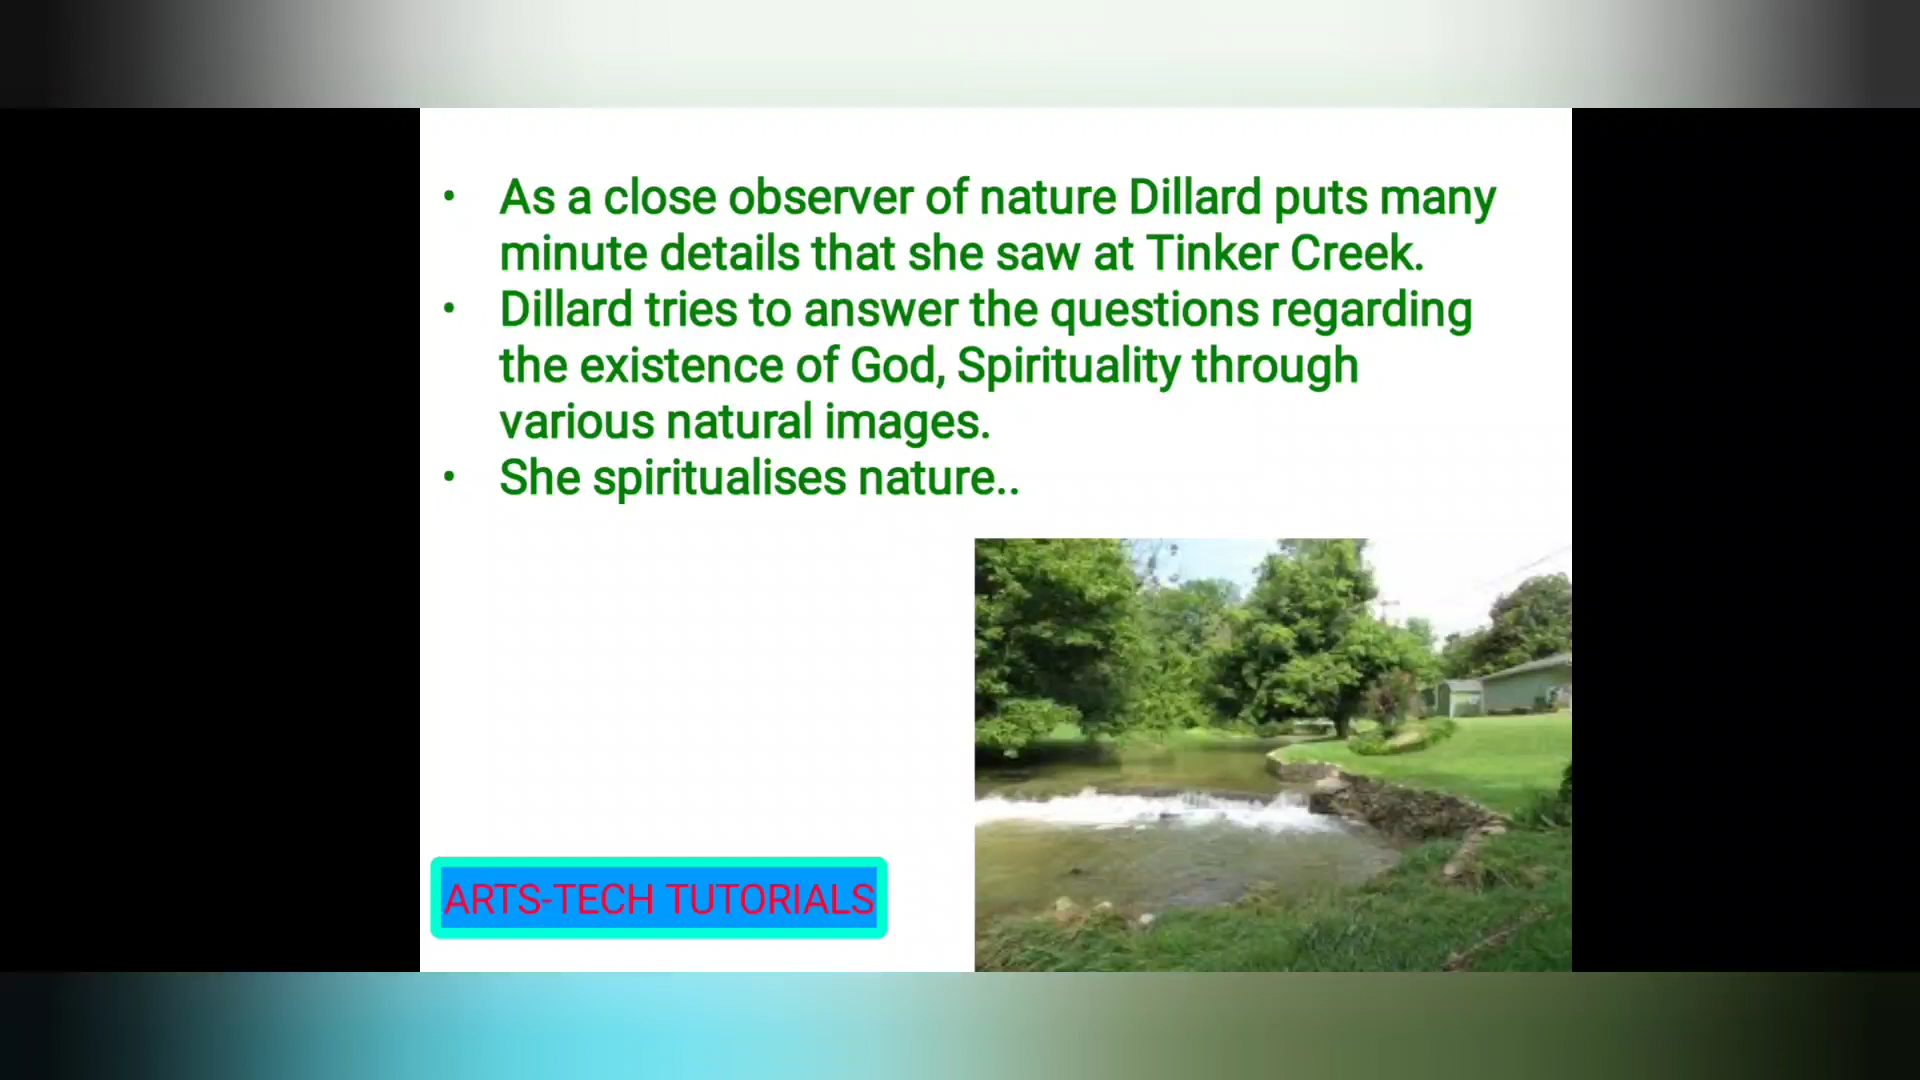 • As a close observer of nature Dillard puts many
minute details that she saw at Tinker Creek.
• Dillard tries to answer the questions regarding
the existence of God, Spirituality through
various natural images.
• She spiritualises nature..
ARTS-TECH TUTORIALS